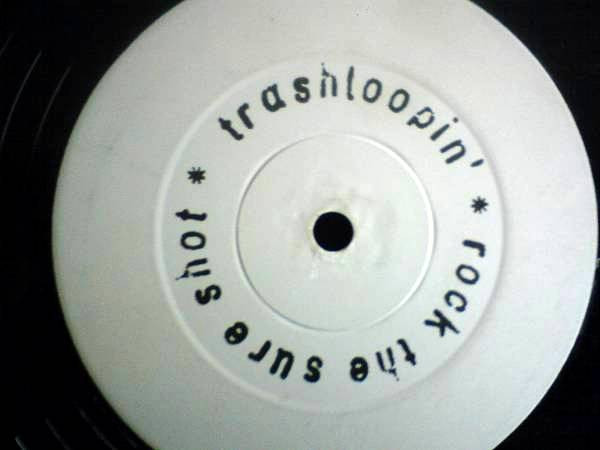 trashloopin' * rock the sure shot *